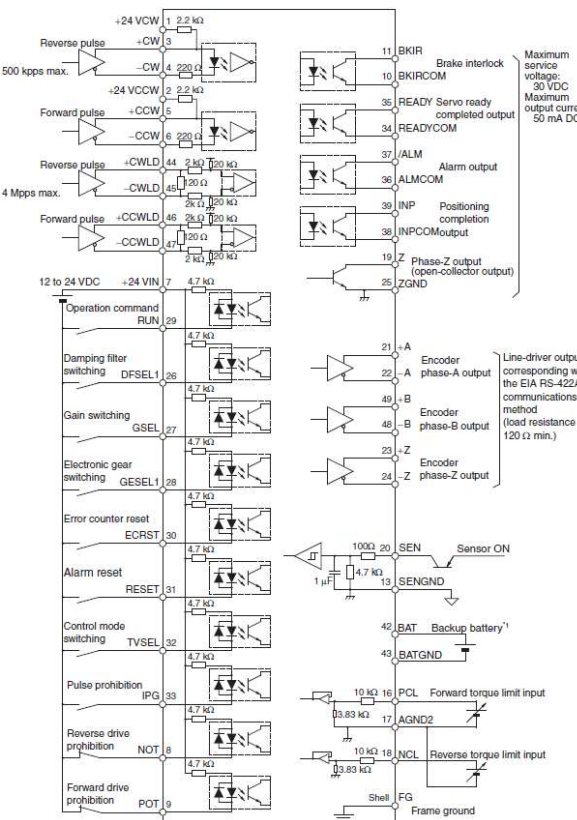 +24 VCW 1 2.2 kΩ
Reverse pulse +CW 3
500 kpps max. −CW 4 220 Ω
+24 VCCW 2 2.2 kΩ
Forward pulse +CCW 5
−CCW 6 220 Ω
Reverse pulse +CWLD 44 2 kΩ 20 kΩ
4 Mpps max. −CWLD 45 120 Ω
2k Ω 20 kΩ
Forward pulse +CCWLD 46 2kΩ 20 kΩ
−CCWLD 47 120 Ω
2 kΩ 20 kΩ
12 to 24 VDC +24 VIN 7 4.7 kΩ
Operation command
RUN 29
4.7 kΩ
Damping filter
switching DFSEL1 26
4.7 kΩ
Gain switching
GSEL 27
4.7 kΩ
Electronic gear
switching GESEL1 28
4.7 kΩ
Error counter reset
ECRST 30
4.7 kΩ
Alarm reset
RESET 31
4.7 kΩ
Control mode
switching TVSEL 32
4.7 kΩ
Pulse prohibition
IPG 33
4.7 kΩ
Reverse drive
prohibition NOT 8
4.7 kΩ
Forward drive
prohibition POT 9
11 BKIR
Brake interlock
10 BKIRCOM
35 READY Servo ready
completed output
34 READYCOM
37 /ALM
Alarm output
36 ALMCOM
39 INP Positioning
completion
38 INPCOM output
19 Z Phase-Z output
(open-collector output)
25 ZGND
Maximum
service
voltage:
30 VDC
Maximum
output curre
50 mA DC
21 +A
Encoder
22 −A phase-A output
49 +B
Encoder
48 −B phase-B output
23 +Z
Encoder
24 −Z phase-Z output
Line-driver outpu
corresponding w
the EIA RS-422A
communications
method
(load resistance
120 Ω min.)
100Ω 20 SEN Sensor ON
4.7 kΩ
1 µF 13 SENGND
42 BAT Backup battery*1
43 BATGND
10 kΩ 16 PCL Forward torque limit input
3.83 kΩ
17 AGND2
10 kΩ 18 NCL Reverse torque limit input
3.83 kΩ
Shell FG
Frame ground